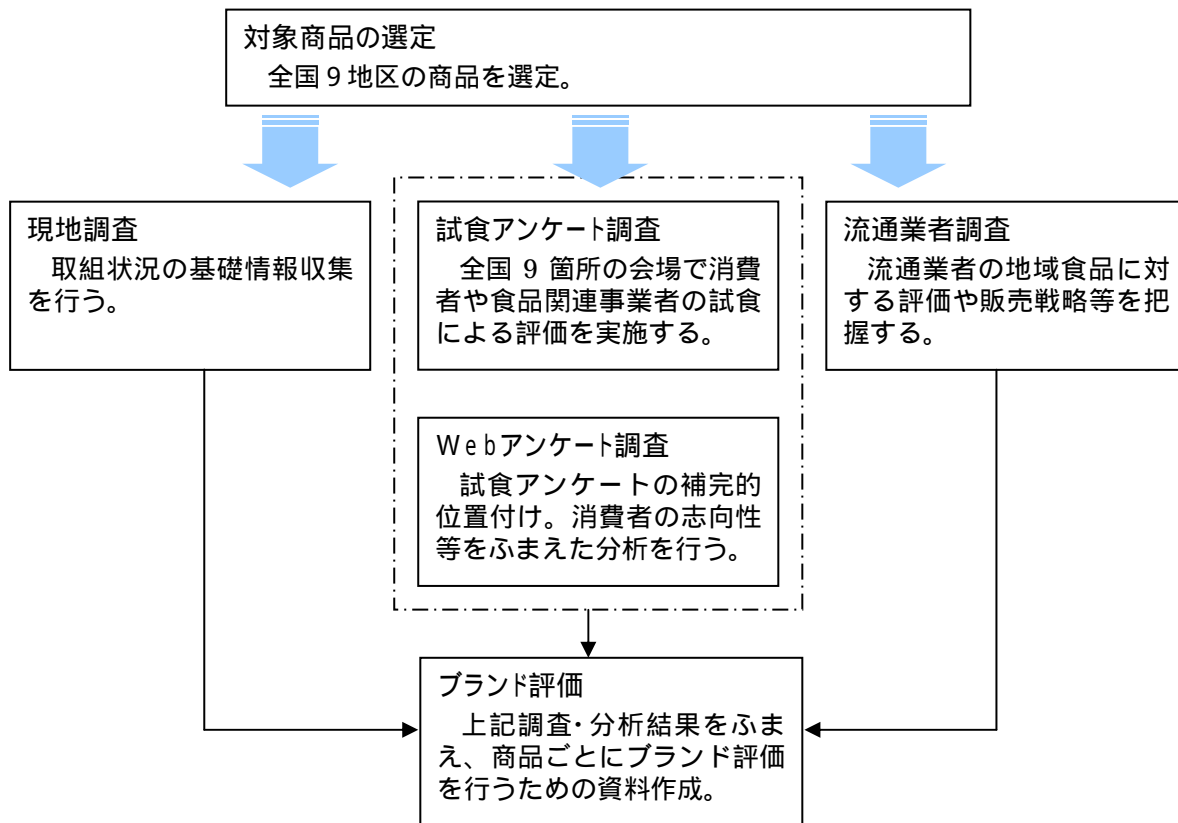 対象商品の選定
全国9地区の商品を選定。
現地調査
取組状況の基礎情報収集
を行う。
試食アンケート調査
全国 9 箇所の会場で消費
者や食品関連事業者の試食
による評価を実施する。
流通業者調査
流通業者の地域食品に対
する評価や販売戦略等を把
握する。
Webアンケート調査
試食アンケートの補完的
位置付け。消費者の志向性
等をふまえた分析を行う。
ブランド評価
上記調査・分析結果をふま
え、商品ごとにブランド評価
を行うための資料作成。